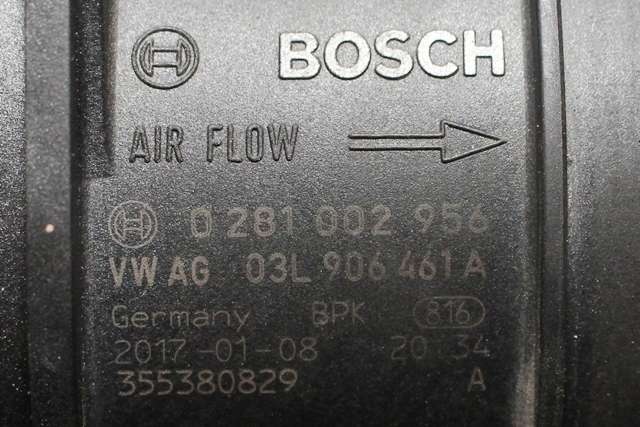 BOSCH
AIR FLOW
0 281 002 956
VW AG 03L 906 461 A
Germany BPK 816
2017-01-08 20:34
355380829 A